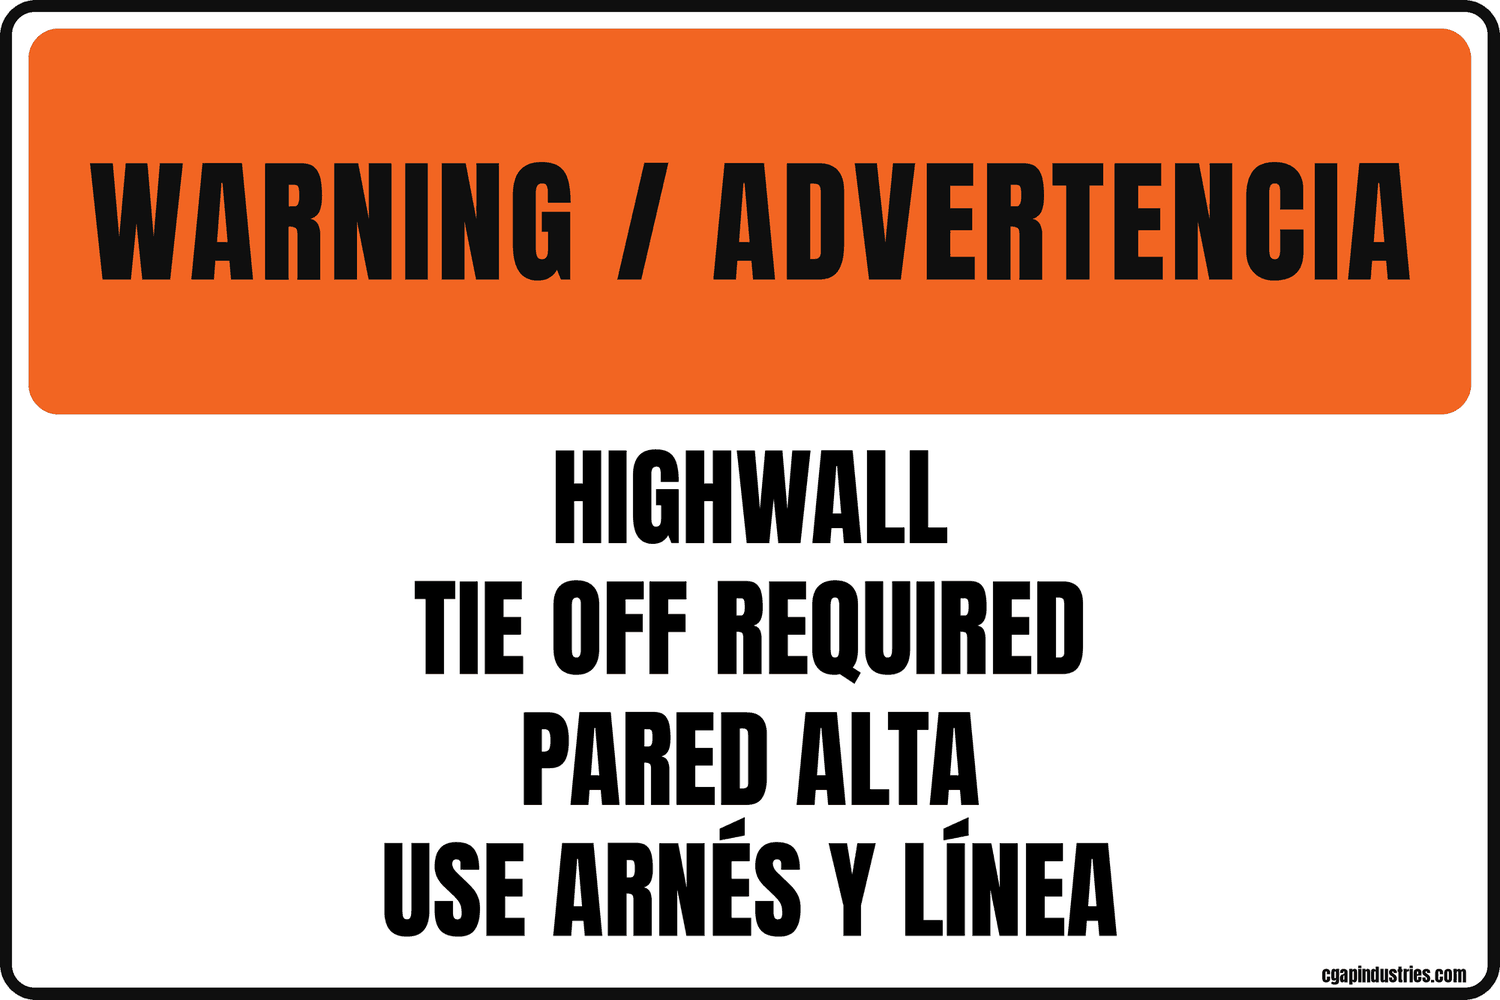 WARNING / ADVERTENCIA
HIGHWALL
TIE OFF REQUIRED
PARED ALTA
USE ARNÉS Y LÍNEA
cgapindustries.com